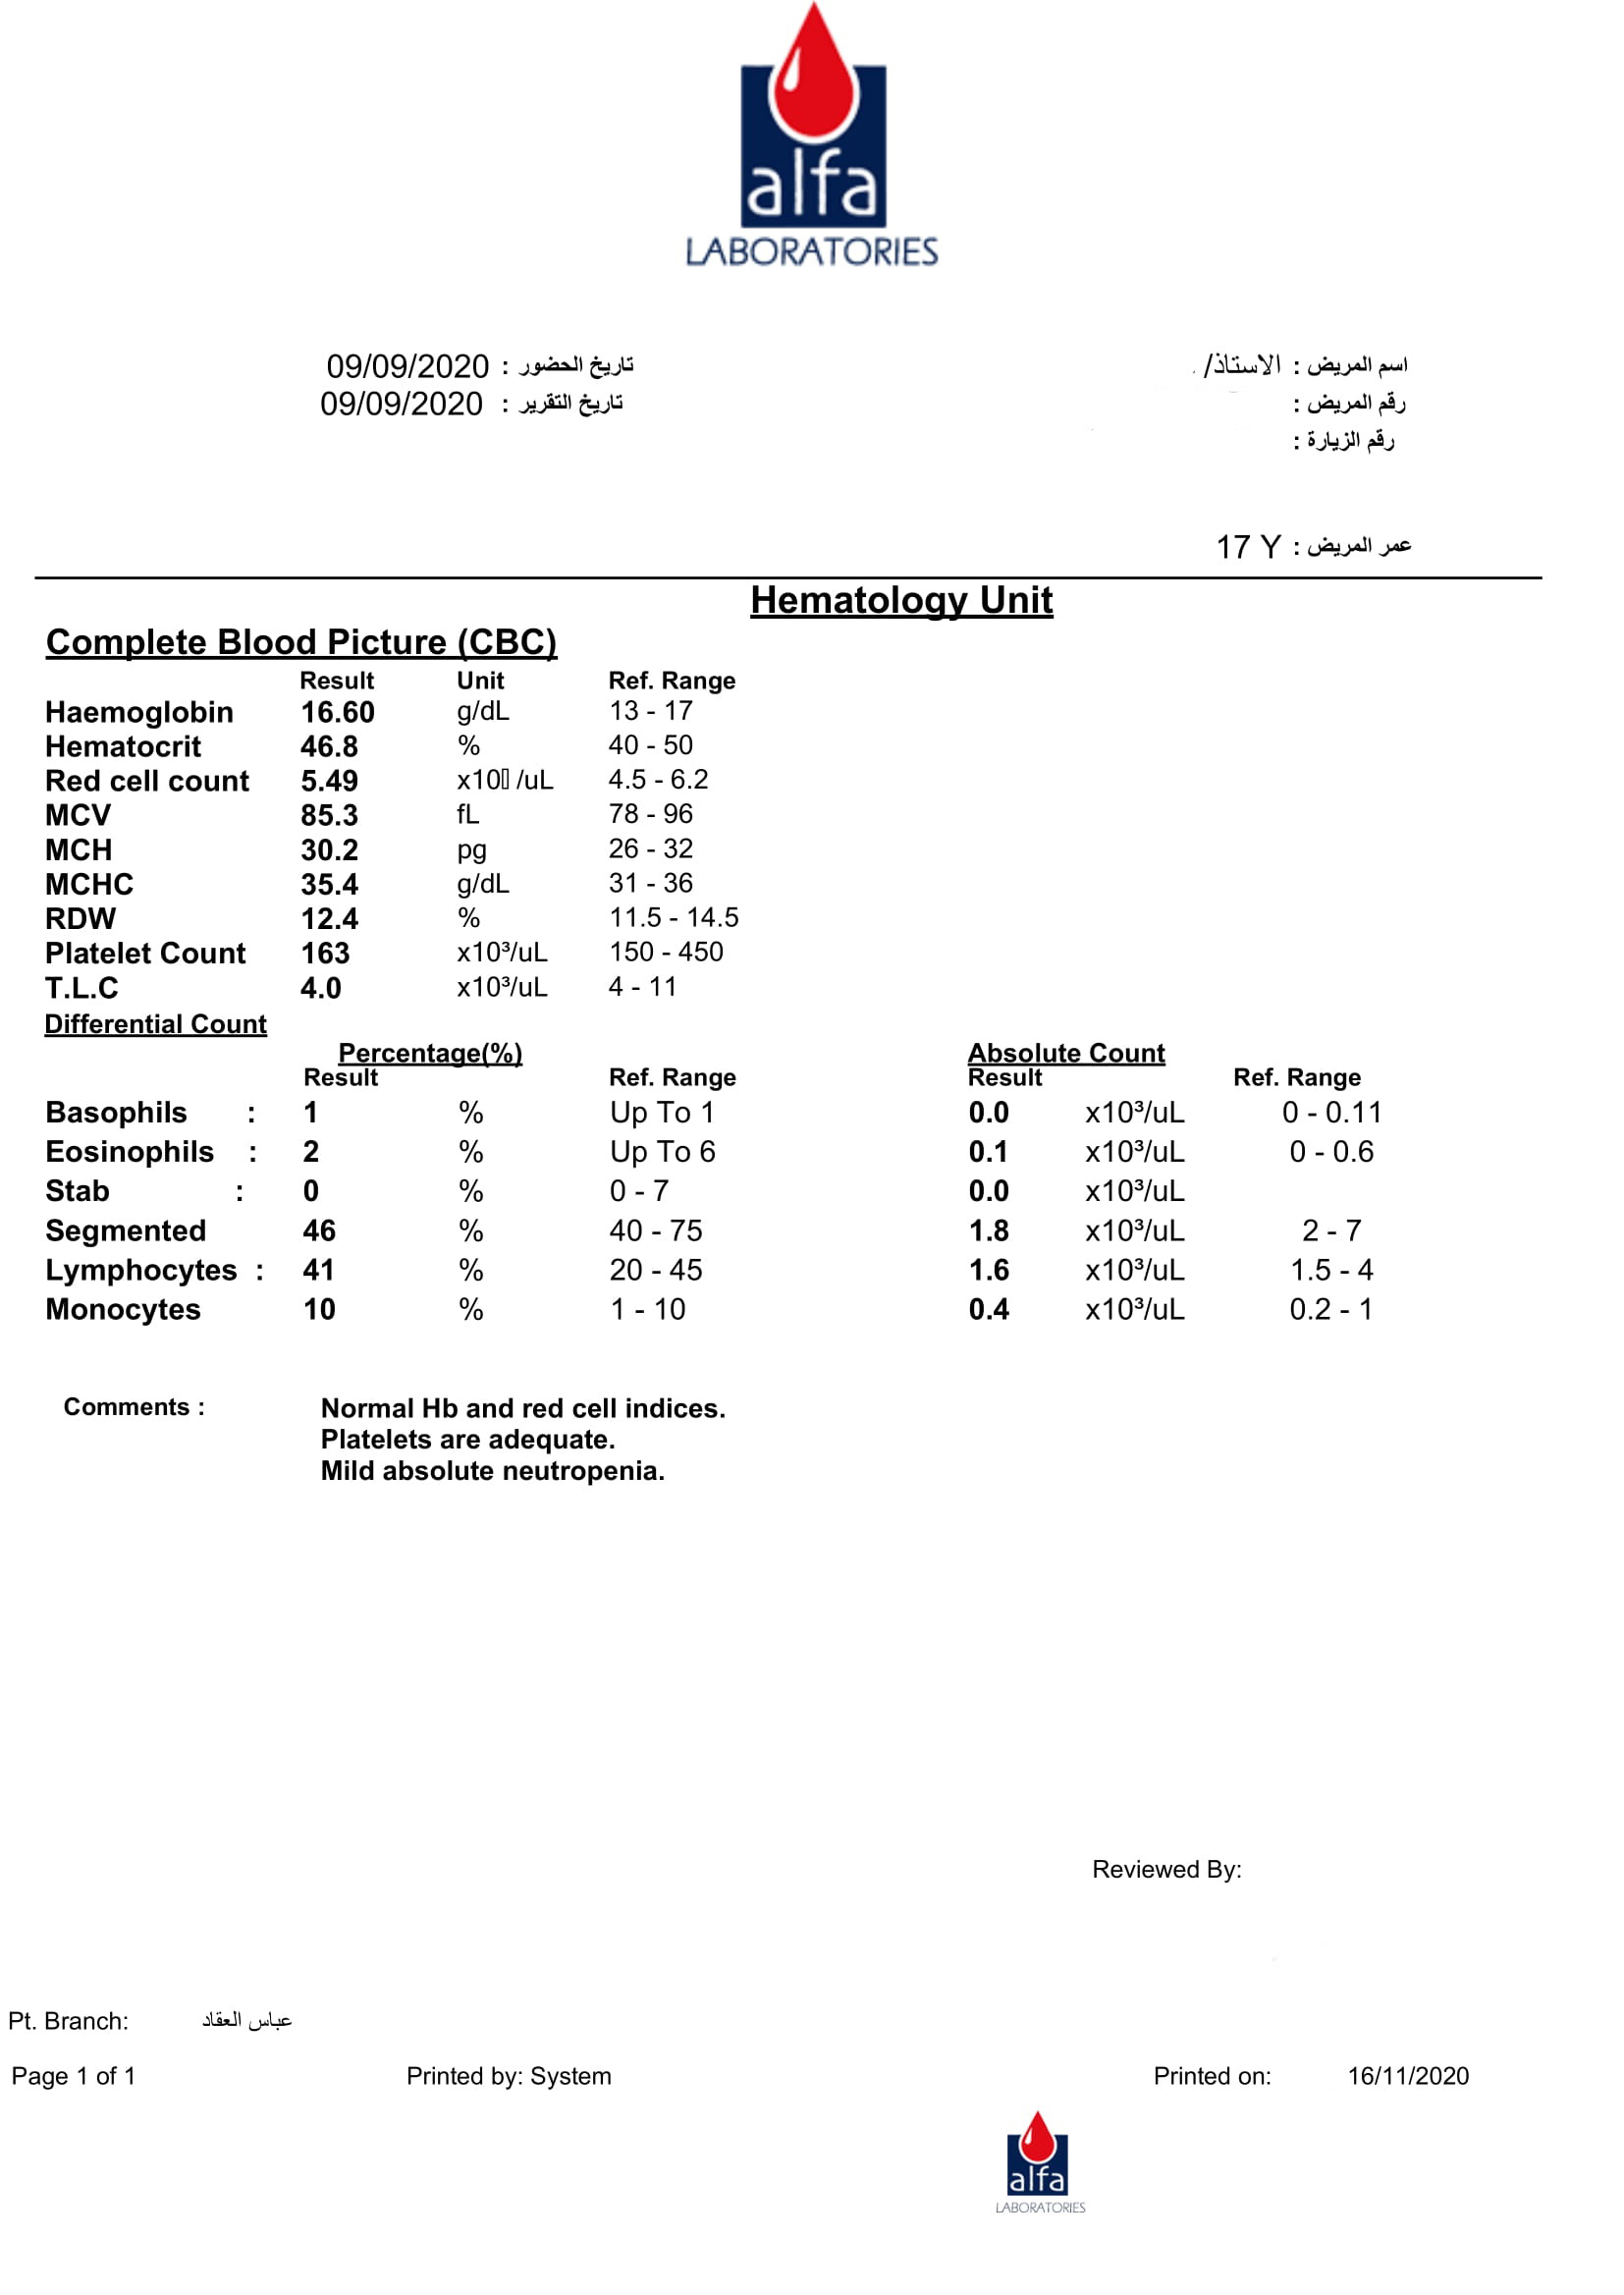 alfa
LABORATORIES
اسم المريض : الاستاذ/
تاريخ الحضور : 09/09/2020
رقم المريض :
تاريخ التقرير : 09/09/2020
رقم الزيارة :
عمر المريض : 17 Y
Hematology Unit
Complete Blood Picture (CBC)
Result Unit Ref. Range
Haemoglobin 16.60 g/dL 13 - 17
Hematocrit 46.8 % 40 - 50
Red cell count 5.49 x10▯ /uL 4.5 - 6.2
MCV 85.3 fL 78 - 96
MCH 30.2 pg 26 - 32
MCHC 35.4 g/dL 31 - 36
RDW 12.4 % 11.5 - 14.5
Platelet Count 163 x10³/uL 150 - 450
T.L.C 4.0 x10³/uL 4 - 11
Differential Count
Percentage(%) Absolute Count
Result Ref. Range Result Ref. Range
Basophils : 1 % Up To 1 0.0 x10³/uL 0 - 0.11
Eosinophils : 2 % Up To 6 0.1 x10³/uL 0 - 0.6
Stab : 0 % 0 - 7 0.0 x10³/uL
Segmented 46 % 40 - 75 1.8 x10³/uL 2 - 7
Lymphocytes : 41 % 20 - 45 1.6 x10³/uL 1.5 - 4
Monocytes 10 % 1 - 10 0.4 x10³/uL 0.2 - 1
Comments : Normal Hb and red cell indices.
Platelets are adequate.
Mild absolute neutropenia.
Reviewed By:
Pt. Branch: عباس العقاد
Page 1 of 1 Printed by: System Printed on: 16/11/2020
alfa
LABORATORIES